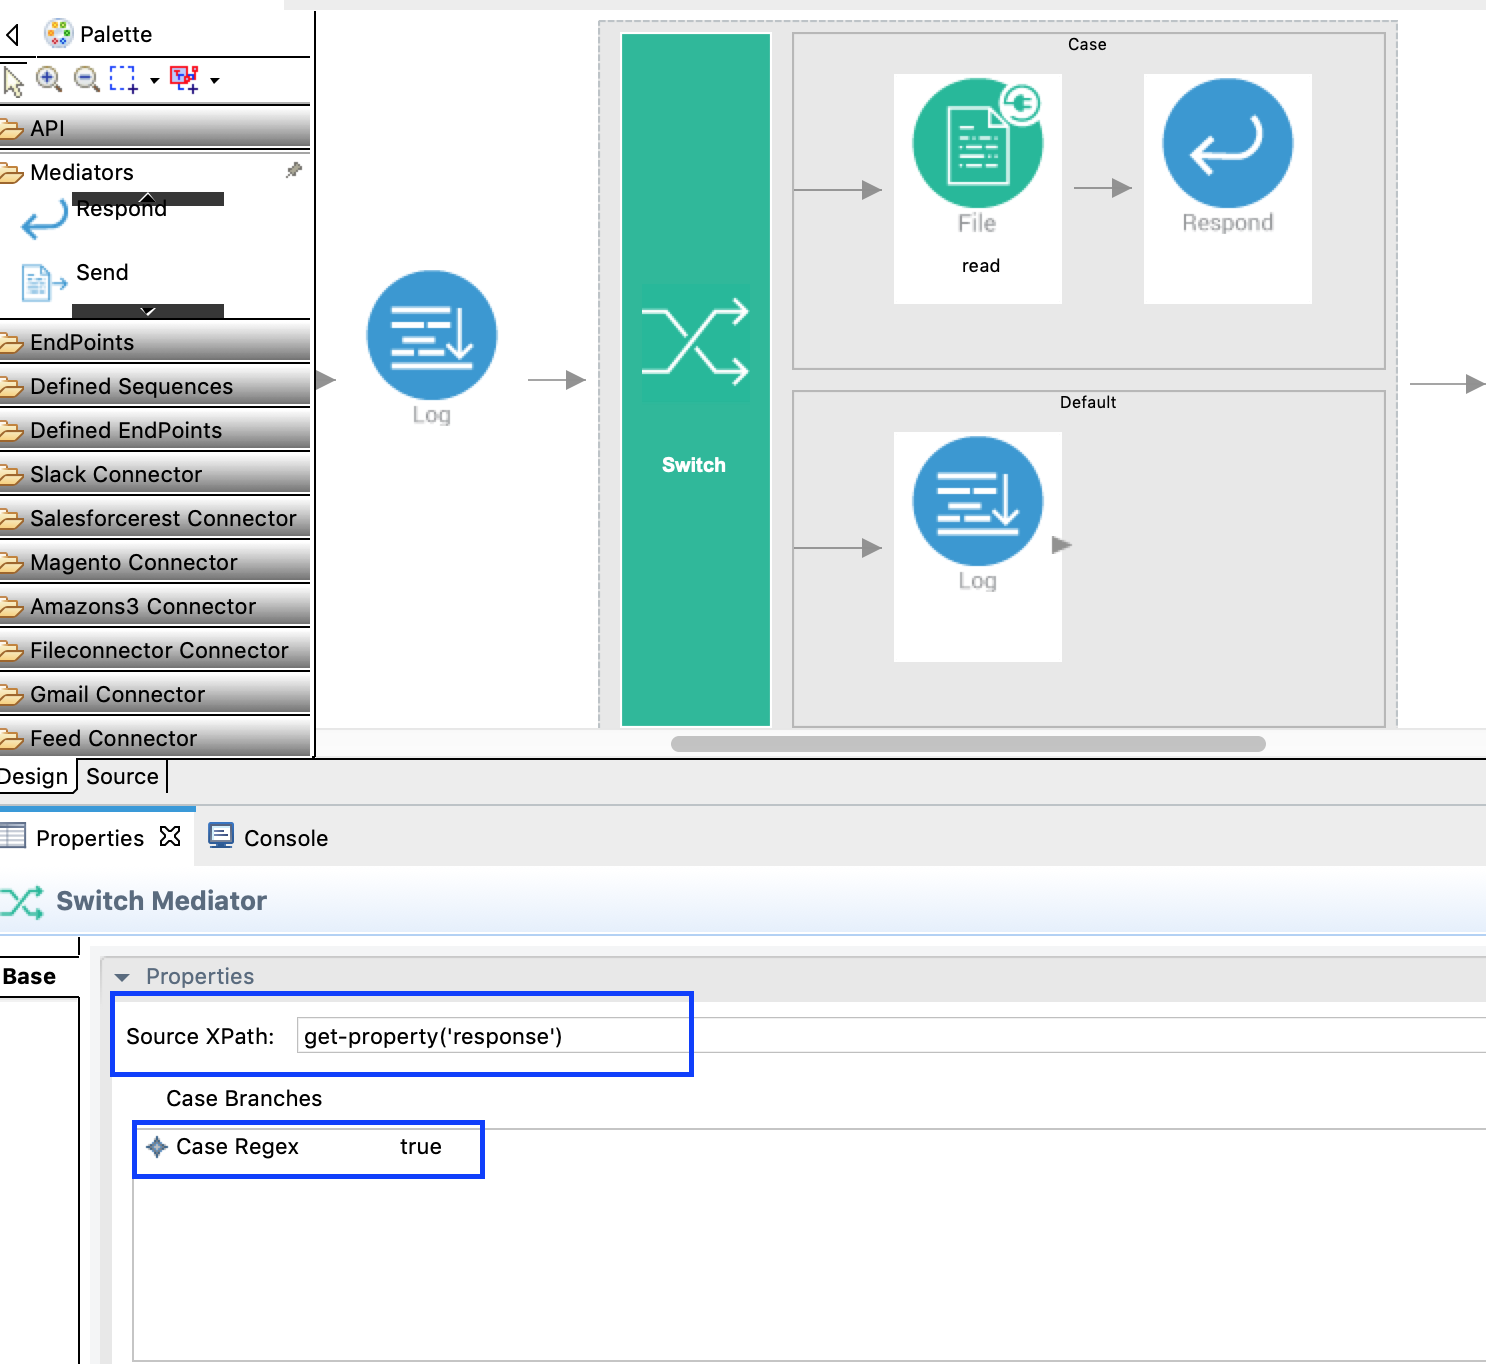 Palette
API
Mediators
Respond
Send
EndPoints
Defined Sequences
Defined EndPoints
Slack Connector
Salesforcerest Connector
Magento Connector
Amazons3 Connector
Fileconnector Connector
Gmail Connector
Feed Connector
Log
Switch
Case
File
read
Respond
Default
Log
Design
Source
Properties
Console
Switch Mediator
Base
Properties
Source XPath: get-property('response')
Case Branches
Case Regex true